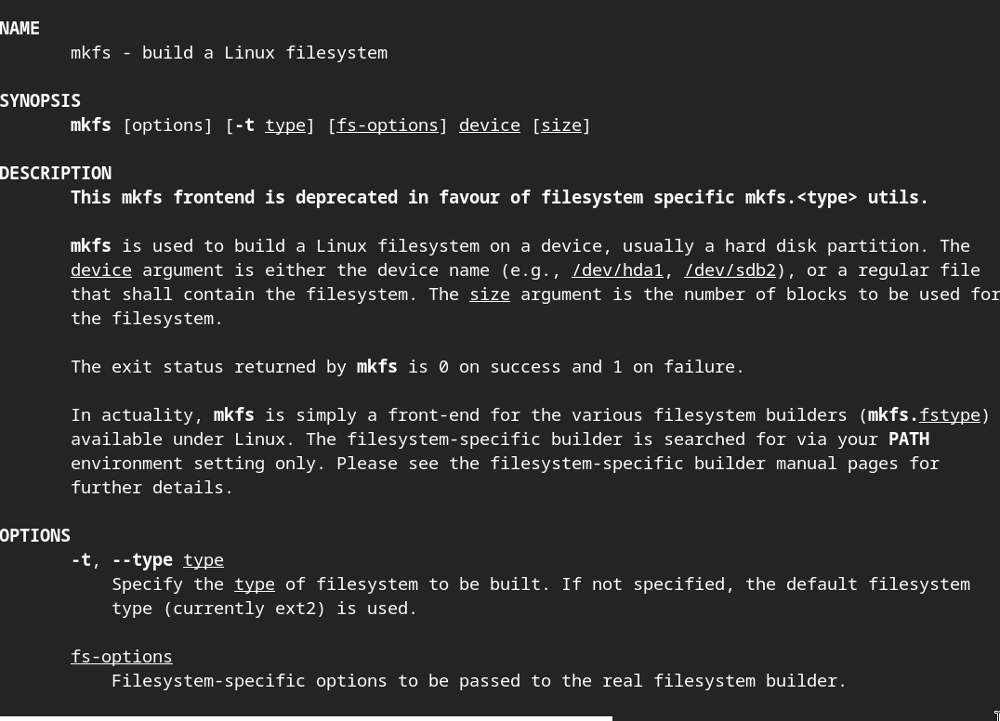 NAME
mkfs - build a Linux filesystem
SYNOPSIS
mkfs [options] [-t type] [fs-options] device [size]
DESCRIPTION
This mkfs frontend is deprecated in favour of filesystem specific mkfs.<type> utils.
mkfs is used to build a Linux filesystem on a device, usually a hard disk partition. The
device argument is either the device name (e.g., /dev/hda1, /dev/sdb2), or a regular file
that shall contain the filesystem. The size argument is the number of blocks to be used for
the filesystem.
The exit status returned by mkfs is 0 on success and 1 on failure.
In actuality, mkfs is simply a front-end for the various filesystem builders (mkfs.fstype)
available under Linux. The filesystem-specific builder is searched for via your PATH
environment setting only. Please see the filesystem-specific builder manual pages for
further details.
OPTIONS
-t, --type type
Specify the type of filesystem to be built. If not specified, the default filesystem
type (currently ext2) is used.
fs-options
Filesystem-specific options to be passed to the real filesystem builder.